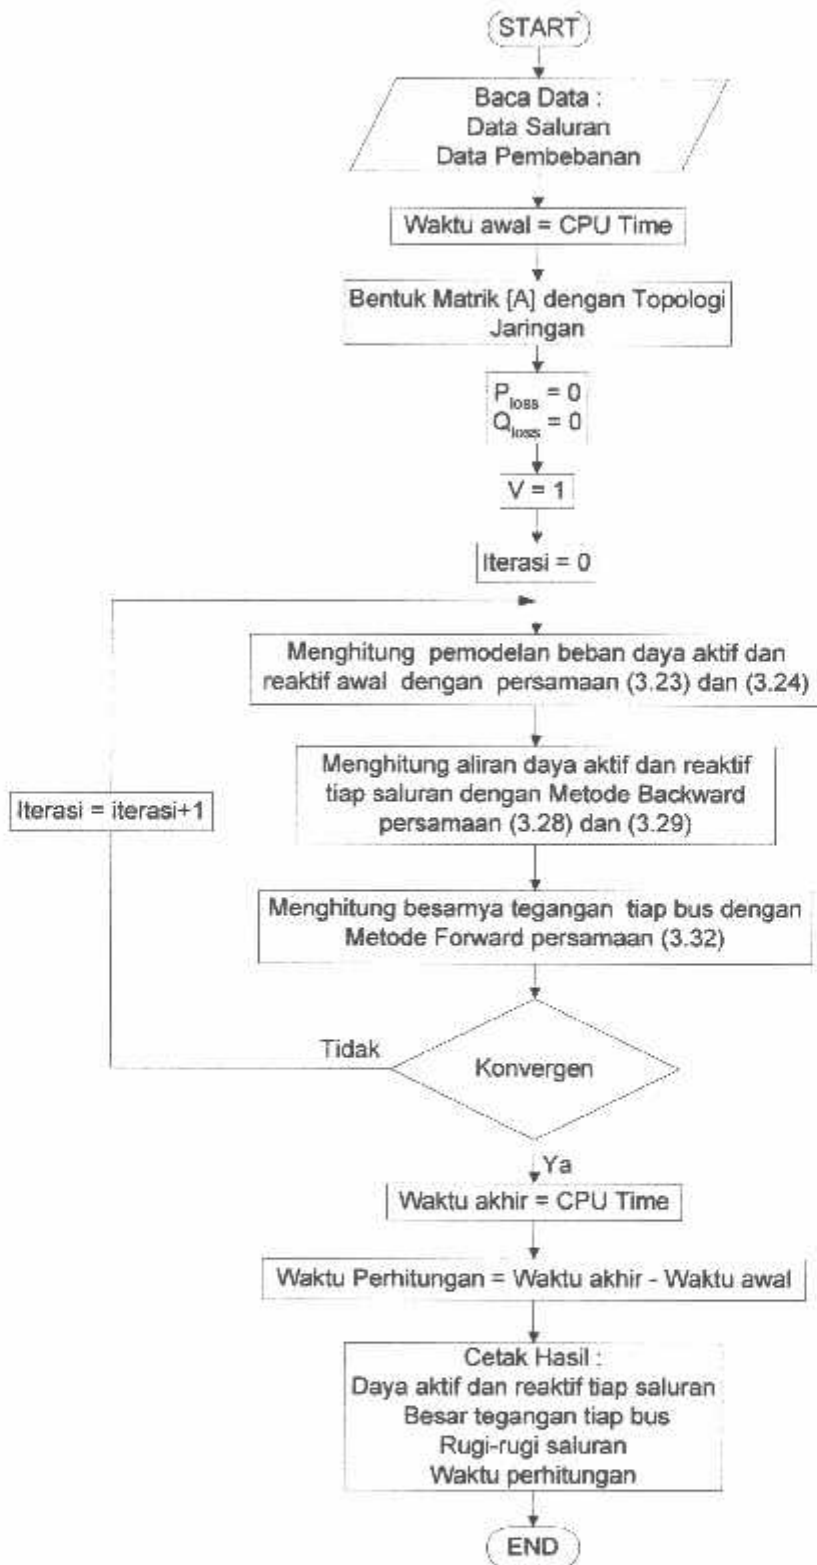 START
Baca Data :
Data Saluran
Data Pembebanan
Waktu awal = CPU Time
Bentuk Matrik [A] dengan Topologi
Jaringan
P_loss = 0
Q_loss = 0
V = 1
Iterasi = 0
Menghitung pemodelan beban daya aktif dan
reaktif awal dengan persamaan (3.23) dan (3.24)
Menghitung aliran daya aktif dan reaktif
tiap saluran dengan Metode Backward
persamaan (3.28) dan (3.29)
Iterasi = iterasi+1
Menghitung besarnya tegangan tiap bus dengan
Metode Forward persamaan (3.32)
Tidak
Konvergen
Ya
Waktu akhir = CPU Time
Waktu Perhitungan = Waktu akhir - Waktu awal
Cetak Hasil :
Daya aktif dan reaktif tiap saluran
Besar tegangan tiap bus
Rugi-rugi saluran
Waktu perhitungan
END